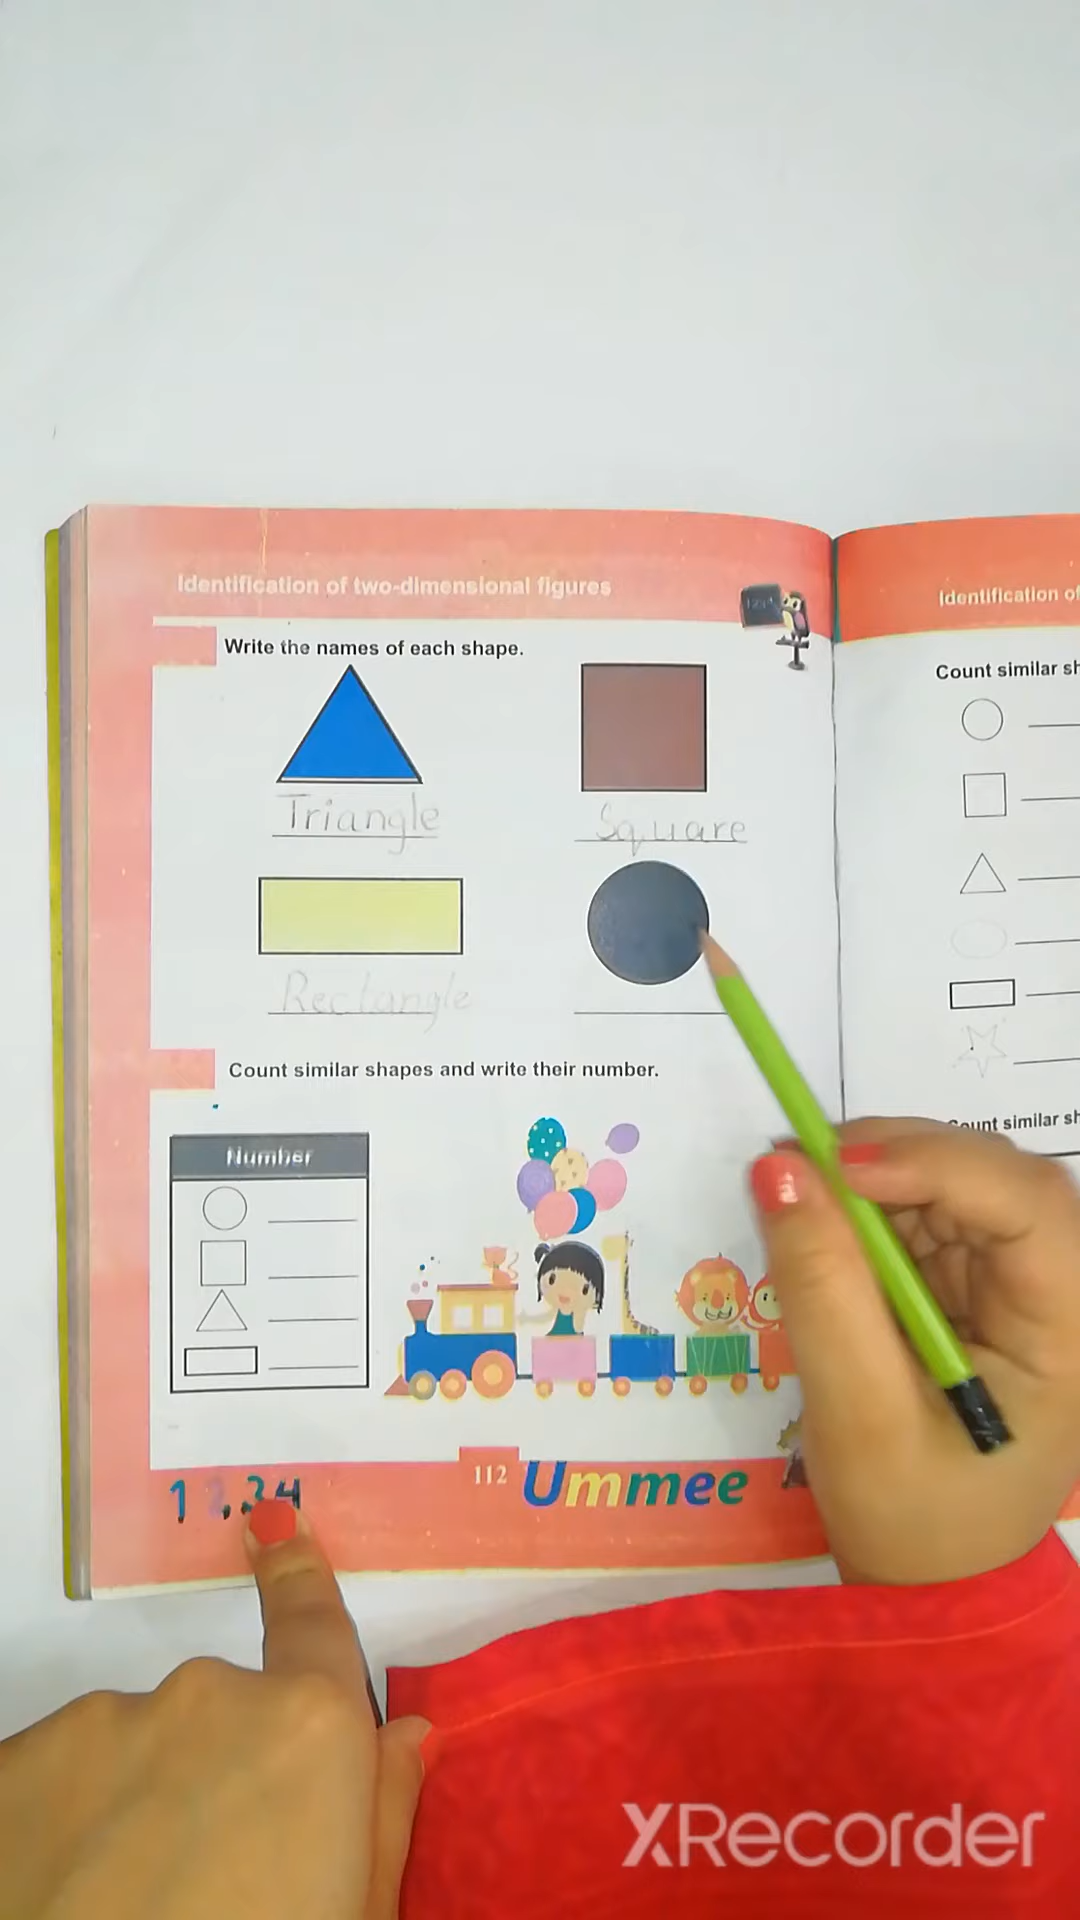 Identification of two-dimensional figures
Write the names of each shape.
Triangle
Square
Rectangle
Count similar shapes and write their number.
Number
112
Ummee
Identification of
Count similar sh
ount similar sh
XRecorder